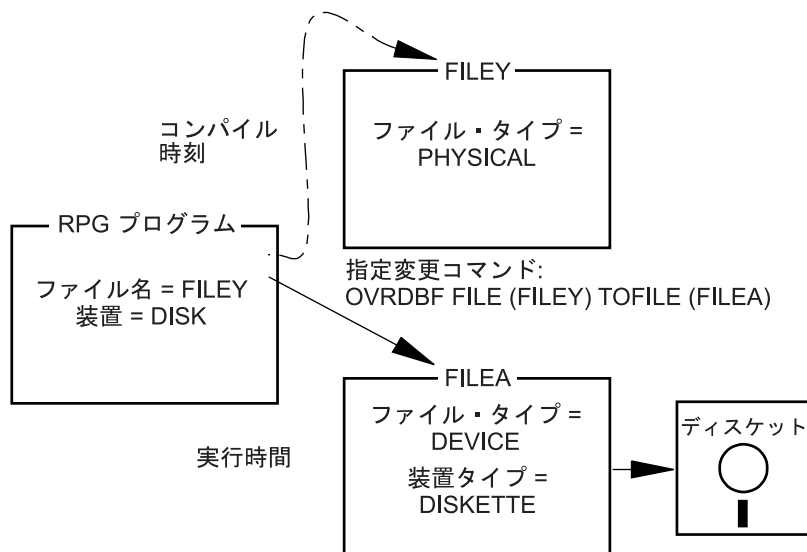 FILEY
ファイル・タイプ =
PHYSICAL
コンパイル
時刻
RPG プログラム
ファイル名 = FILEY
装置 = DISK
指定変更コマンド:
OVRDBF FILE (FILEY) TOFILE (FILEA)
FILEA
ファイル・タイプ =
DEVICE
装置タイプ =
DISKETTE
実行時間
ディスケット